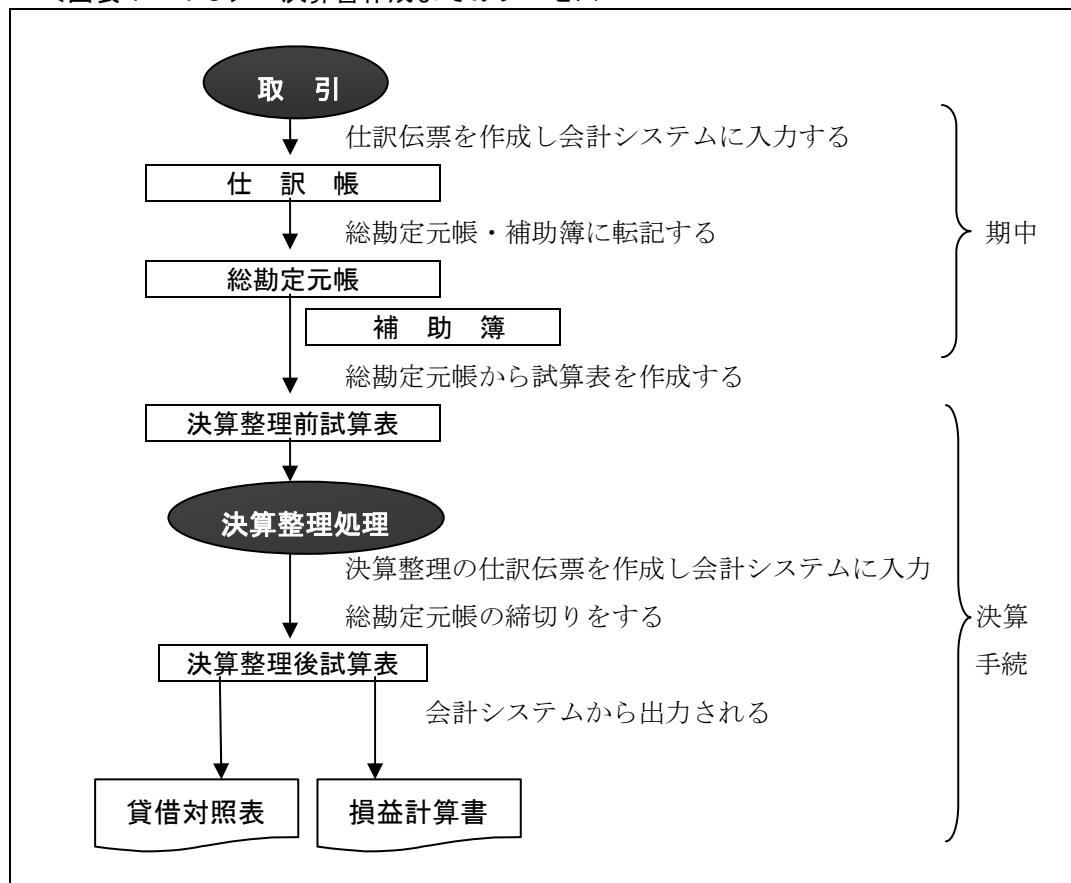 取 引
仕訳伝票を作成し会計システムに入力する
仕 訳 帳
総勘定元帳・補助簿に転記する
期中
総勘定元帳
補 助 簿
総勘定元帳から試算表を作成する
決算整理前試算表
決算整理処理
決算整理の仕訳伝票を作成し会計システムに入力
総勘定元帳の締切りをする
決算
手続
決算整理後試算表
会計システムから出力される
貸借対照表
損益計算書